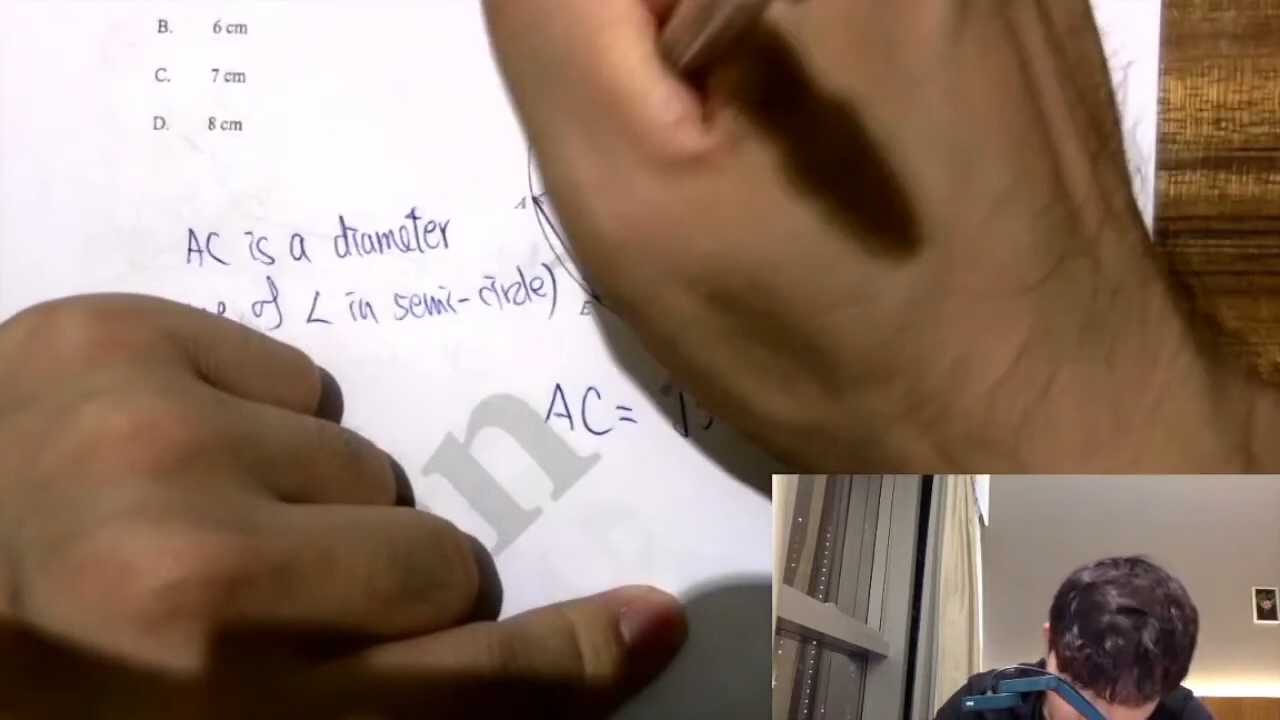 B. 6 cm
C. 7 cm
D. 8 cm
A
AC is a diameter
of ∠ in semi-circle)
E
AC =
n